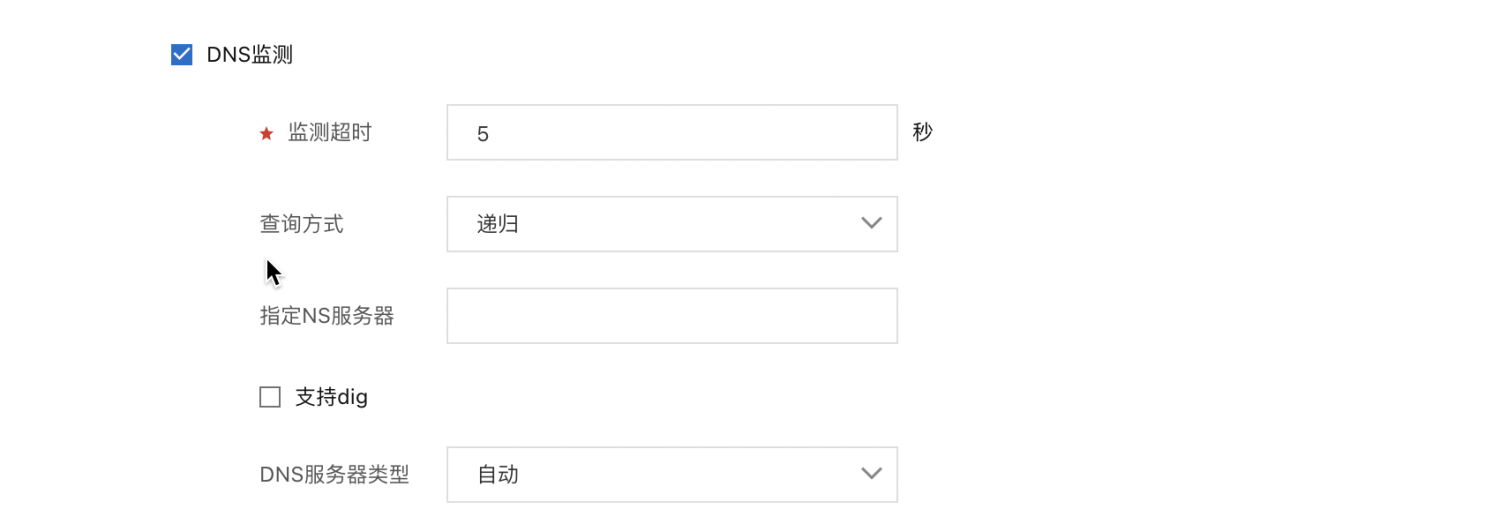 DNS监测
监测超时 5 秒
查询方式 递归
指定NS服务器
支持dig
DNS服务器类型 自动